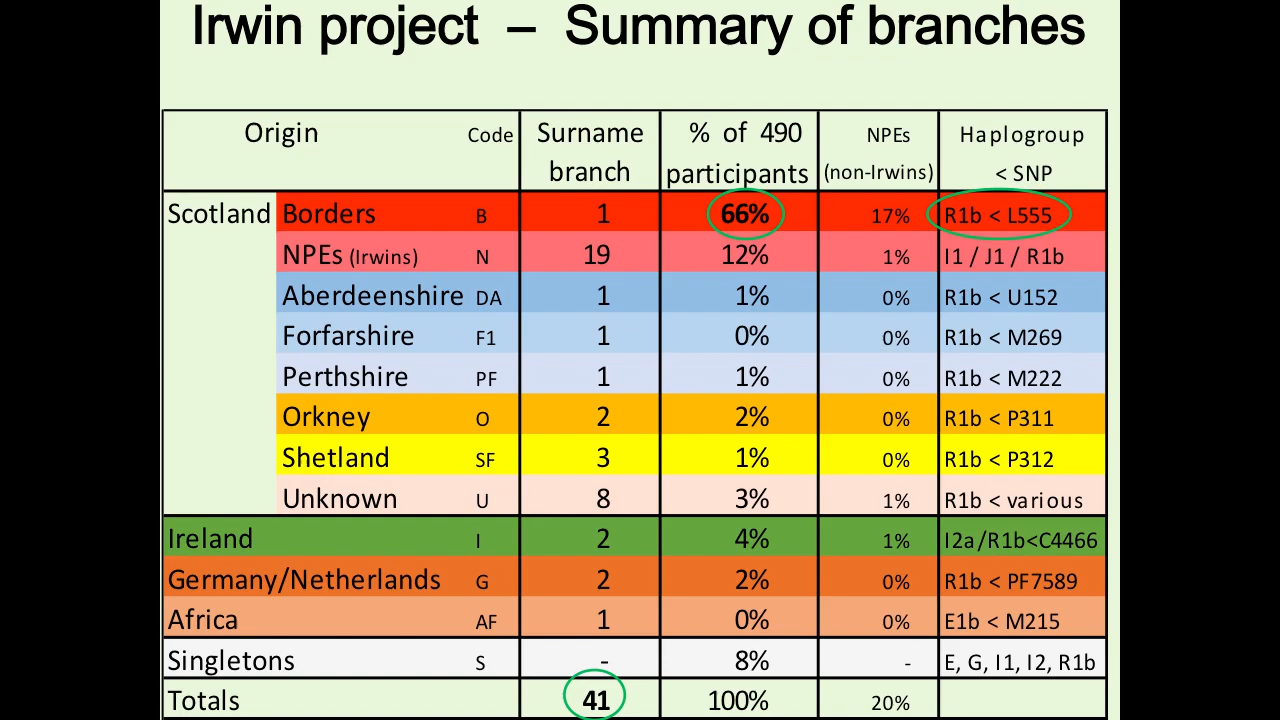 Irwin project – Summary of branches
Origin Code Surname branch % of 490 participants NPEs (non-Irwins) Haplogroup < SNP
Scotland Borders B 1 66% 17% R1b < L555
NPEs (Irwins) N 19 12% 1% I1 / J1 / R1b
Aberdeenshire DA 1 1% 0% R1b < U152
Forfarshire F1 1 0% 0% R1b < M269
Perthshire PF 1 1% 0% R1b < M222
Orkney O 2 2% 0% R1b < P311
Shetland SF 3 1% 0% R1b < P312
Unknown U 8 3% 1% R1b < various
Ireland I 2 4% 1% I2a/R1b<C4466
Germany/Netherlands G 2 2% 0% R1b < PF7589
Africa AF 1 0% 0% E1b < M215
Singletons S - 8% - E, G, I1, I2, R1b
Totals 41 100% 20%